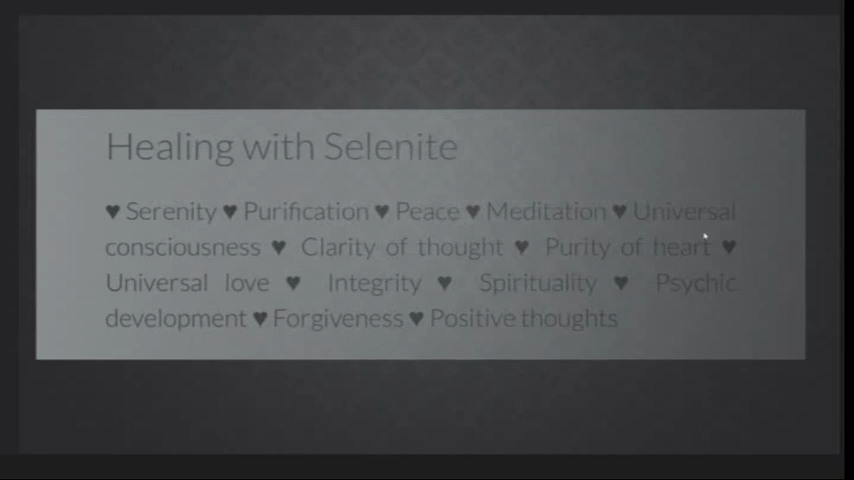 Healing with Selenite
♥ Serenity ♥ Purification ♥ Peace ♥ Meditation ♥ Universal
consciousness ♥ Clarity of thought ♥ Purity of heart ♥
Universal love ♥ Integrity ♥ Spirituality ♥ Psychic
development ♥ Forgiveness ♥ Positive thoughts